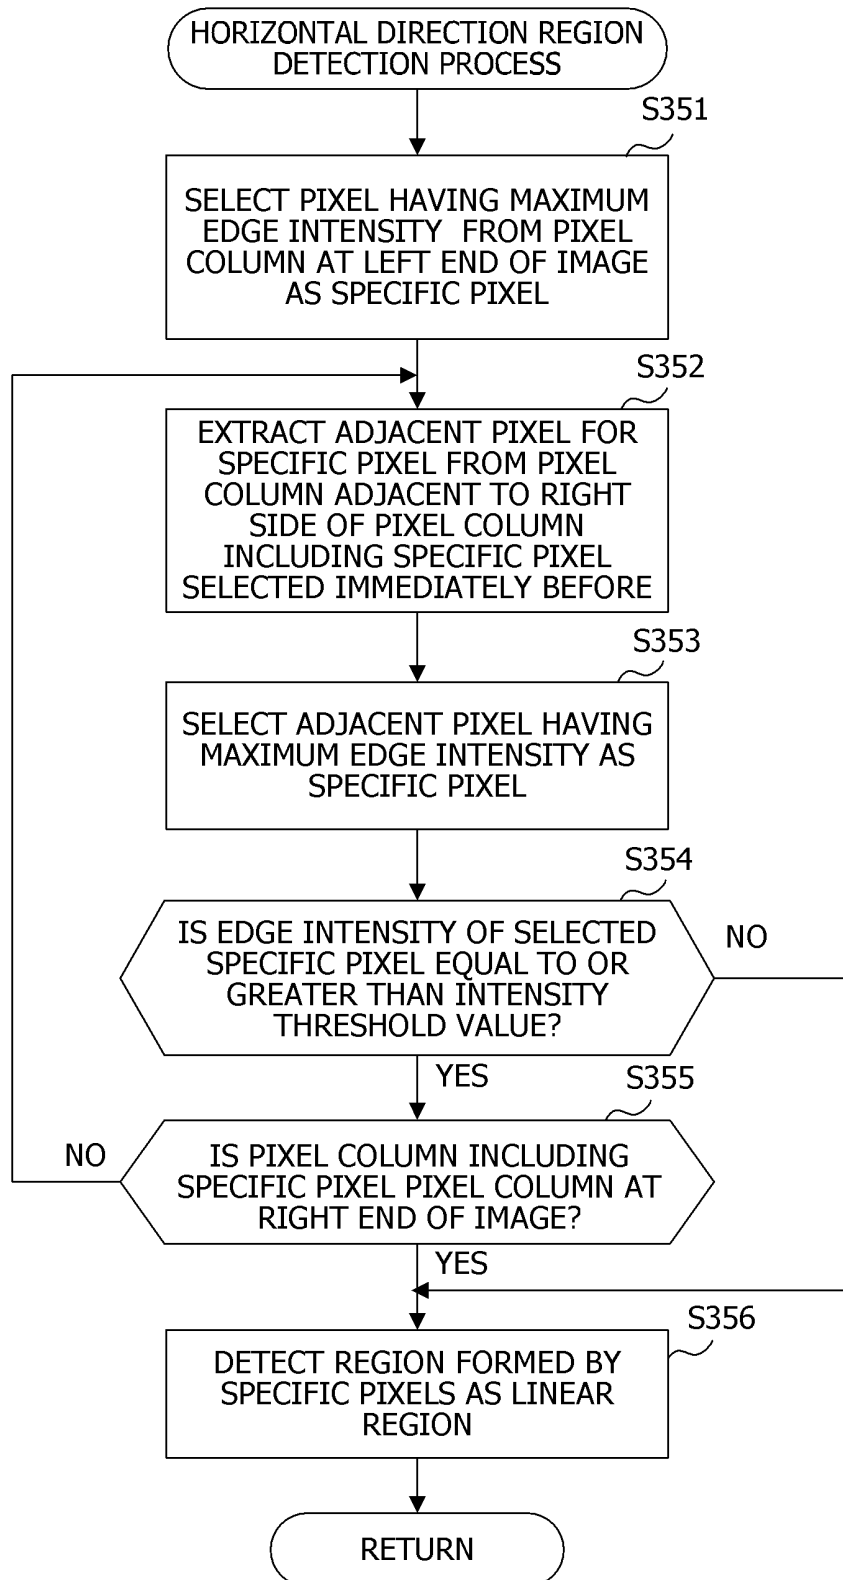 HORIZONTAL DIRECTION REGION
DETECTION PROCESS
S351
SELECT PIXEL HAVING MAXIMUM
EDGE INTENSITY FROM PIXEL
COLUMN AT LEFT END OF IMAGE
AS SPECIFIC PIXEL
S352
EXTRACT ADJACENT PIXEL FOR
SPECIFIC PIXEL FROM PIXEL
COLUMN ADJACENT TO RIGHT
SIDE OF PIXEL COLUMN
INCLUDING SPECIFIC PIXEL
SELECTED IMMEDIATELY BEFORE
S353
SELECT ADJACENT PIXEL HAVING
MAXIMUM EDGE INTENSITY AS
SPECIFIC PIXEL
S354
IS EDGE INTENSITY OF SELECTED
SPECIFIC PIXEL EQUAL TO OR
GREATER THAN INTENSITY
THRESHOLD VALUE?
NO
YES
S355
IS PIXEL COLUMN INCLUDING
SPECIFIC PIXEL PIXEL COLUMN AT
RIGHT END OF IMAGE?
NO
YES
S356
DETECT REGION FORMED BY
SPECIFIC PIXELS AS LINEAR
REGION
RETURN